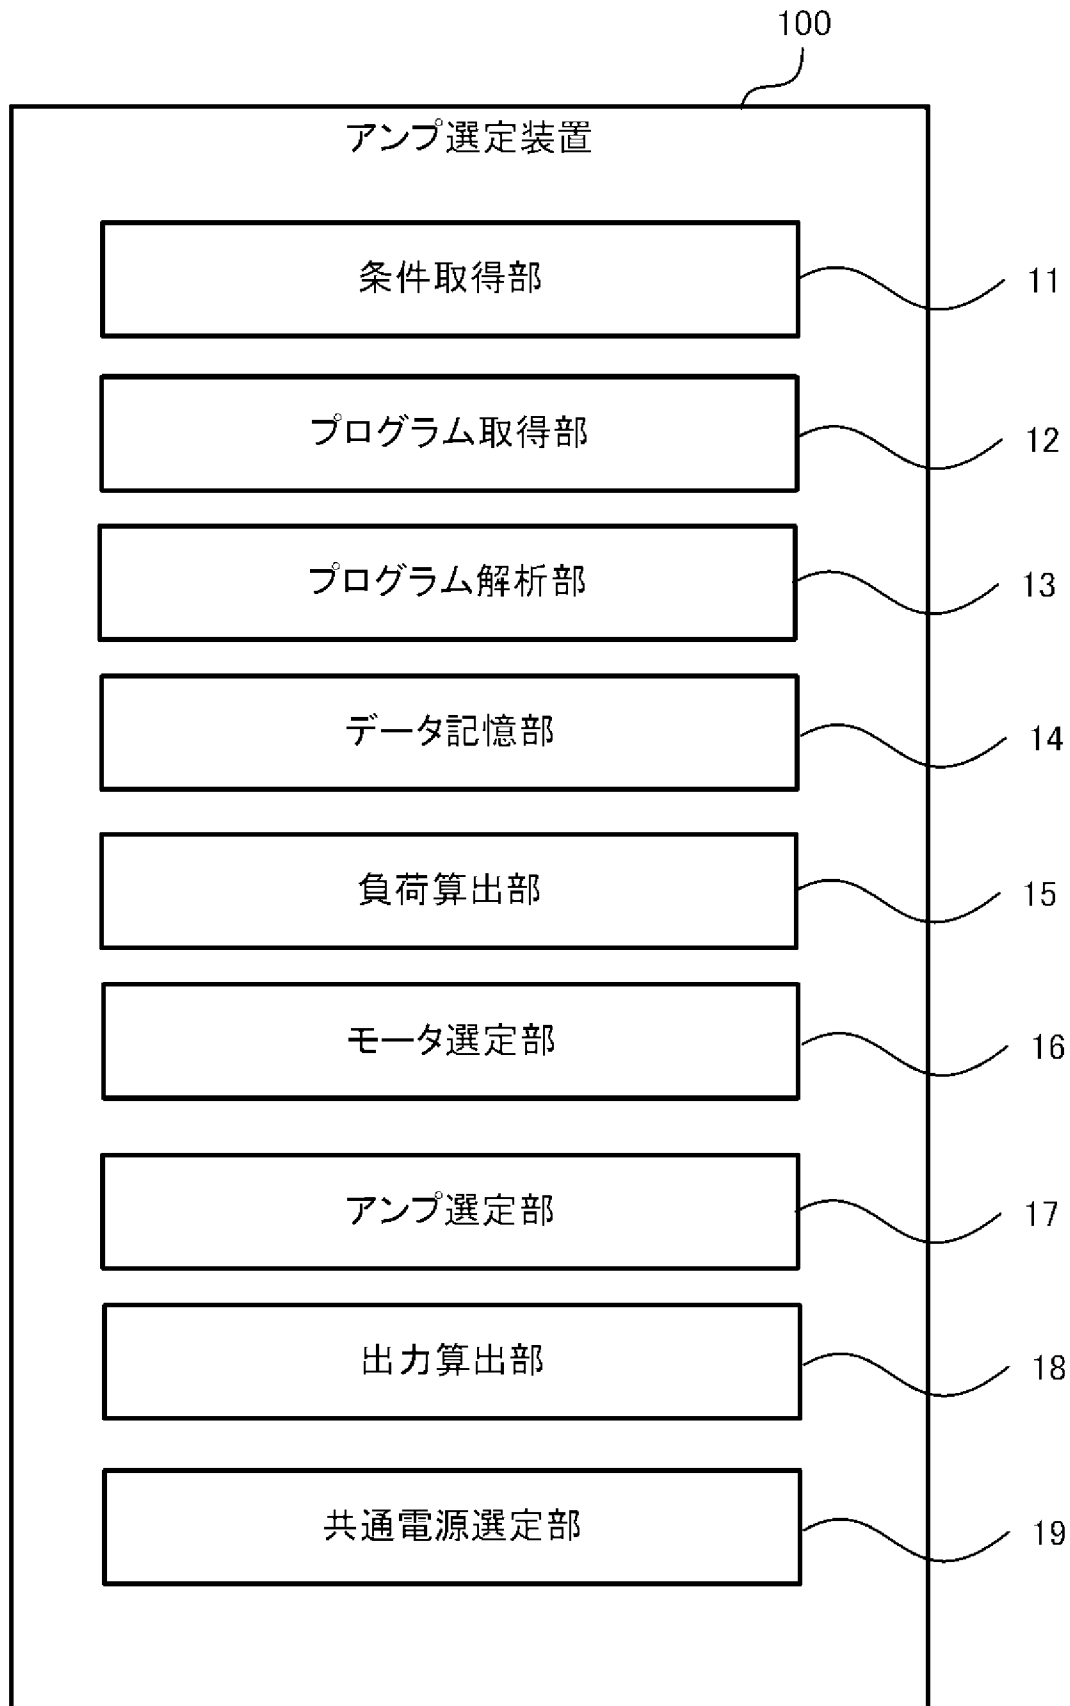 100
アンプ選定装置
条件取得部
11
プログラム取得部
12
プログラム解析部
13
データ記憶部
14
負荷算出部
15
モータ選定部
16
アンプ選定部
17
出力算出部
18
共通電源選定部
19